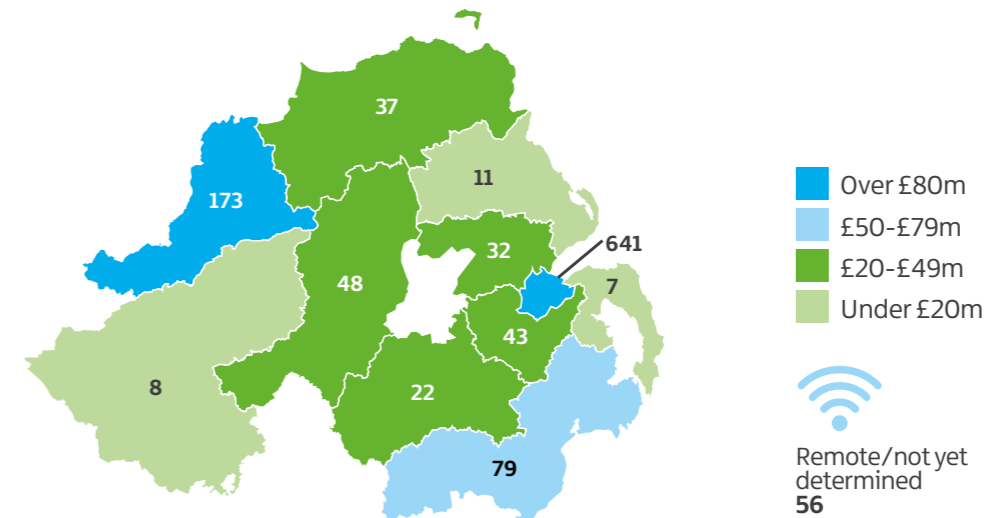 37
173
11
641
32
48
7
43
8
22
79
Over £80m
£50-£79m
£20-£49m
Under £20m
Remote/not yet
determined
56